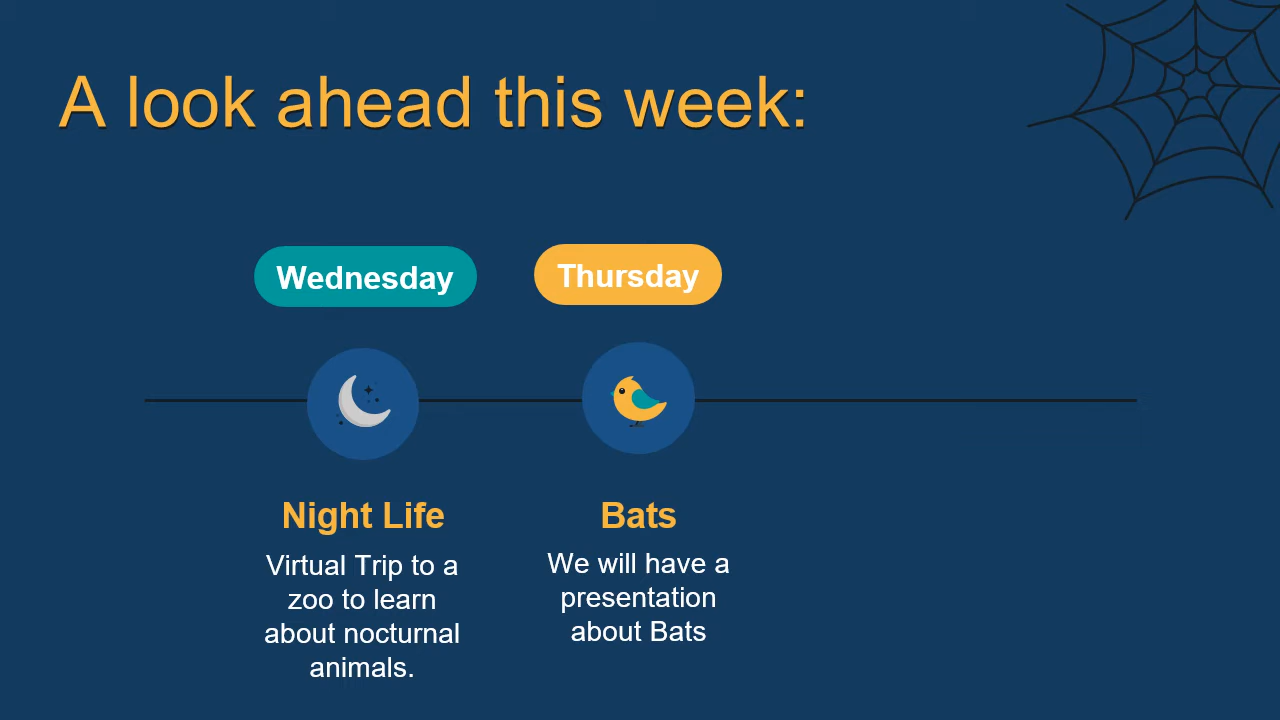 A look ahead this week:
Wednesday
Night Life
Virtual Trip to a
zoo to learn
about nocturnal
animals.
Thursday
Bats
We will have a
presentation
about Bats